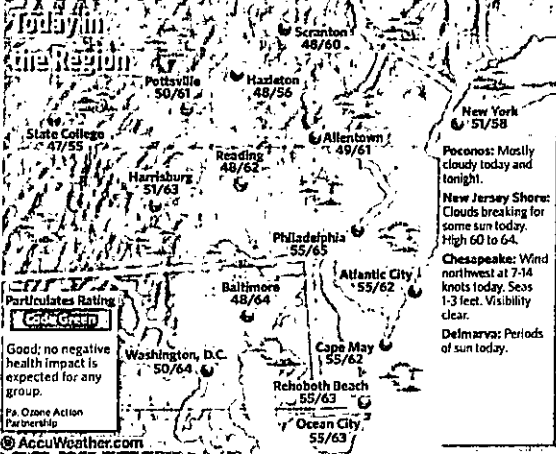 Today in
the Region
Scranton
48/60
Pottsville
50/61
Hazleton
48/56
New York
51/58
State College
47/55
Allentown
49/61
Reading
48/62
Harrisburg
51/63
Philadelphia
55/65
Atlantic City
55/62
Baltimore
48/64
Washington, D.C.
50/64
Cape May
55/62
Rehoboth Beach
55/63
Ocean City
55/63
Poconos: Mostly
cloudy today and
tonight.
New Jersey Shore:
Clouds breaking for
some sun today.
High 60 to 64.
Chesapeake: Wind
northwest at 7-14
knots today. Seas
1-3 feet. Visibility
clear.
Delmarva: Periods
of sun today.
Particulates Rating
Code Green
Good; no negative
health impact is
expected for any
group.
Pa. Ozone Action
Partnership
AccuWeather.com